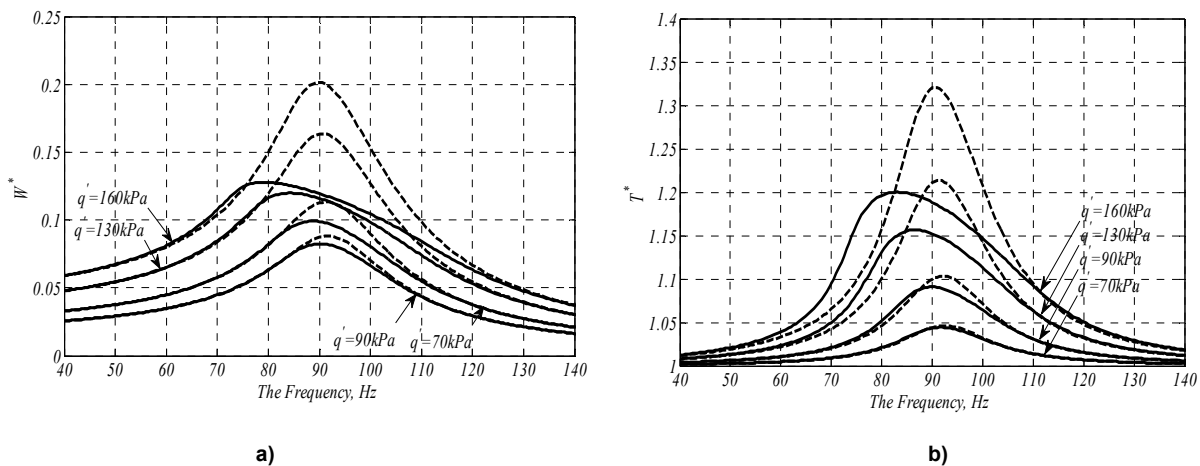 0.25
0.2
0.15
0.1
0.05
0
W*
q'=160kPa
q'=130kPa
q'=90kPa
q'=70kPa
40 50 60 70 80 90 100 110 120 130 140
The Frequency, Hz
a)
1.4
1.35
1.3
1.25
1.2
1.15
1.1
1.05
1
T*
q'=160kPa
q'=130kPa
q'=90kPa
q'=70kPa
40 50 60 70 80 90 100 110 120 130 140
The Frequency, Hz
b)